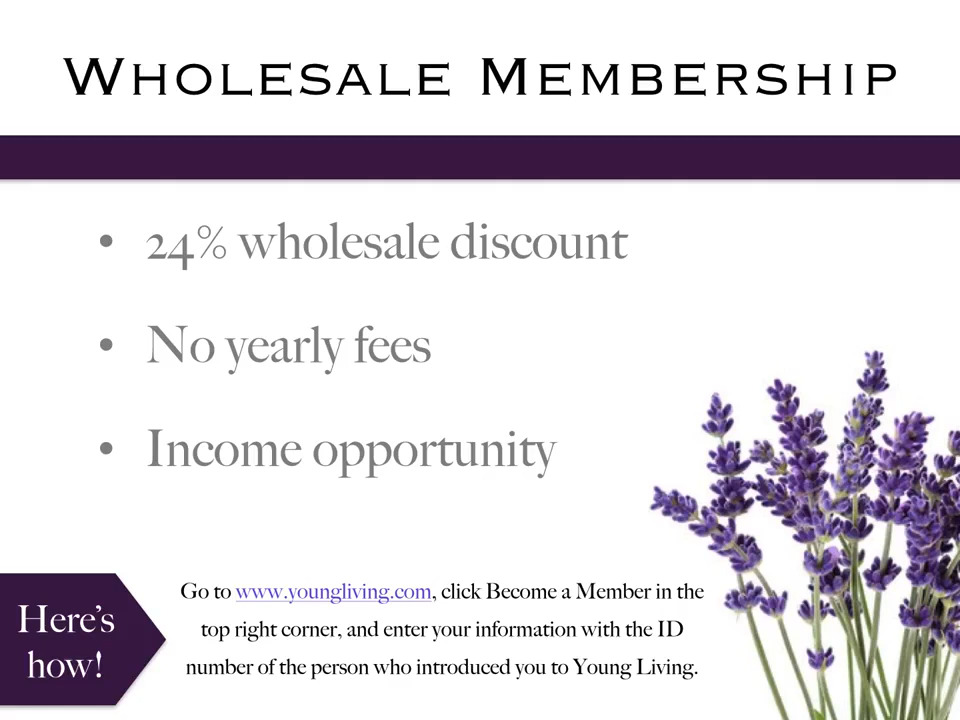 Wholesale Membership
• 24% wholesale discount
• No yearly fees
• Income opportunity
Here’s
how!
Go to www.youngliving.com, click Become a Member in the
top right corner, and enter your information with the ID
number of the person who introduced you to Young Living.